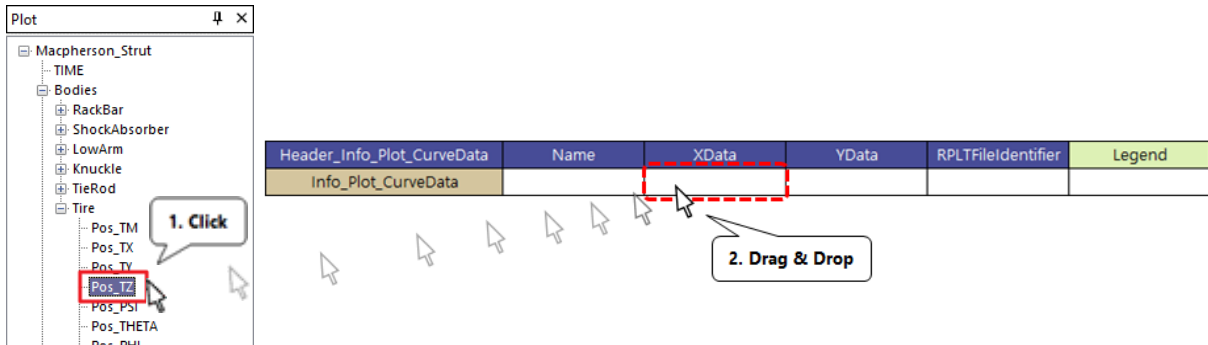 Plot
Macpherson_Strut
TIME
Bodies
RackBar
ShockAbsorber
LowArm
Knuckle
TieRod
Tire
Pos_TM
Pos_TX
Pos_TY
Pos_TZ
Pos_PSI
Pos_THETA
Pos_PHI
1. Click
Header_Info_Plot_CurveData Name XData YData RPLTFileIdentifier Legend
Info_Plot_CurveData
2. Drag & Drop